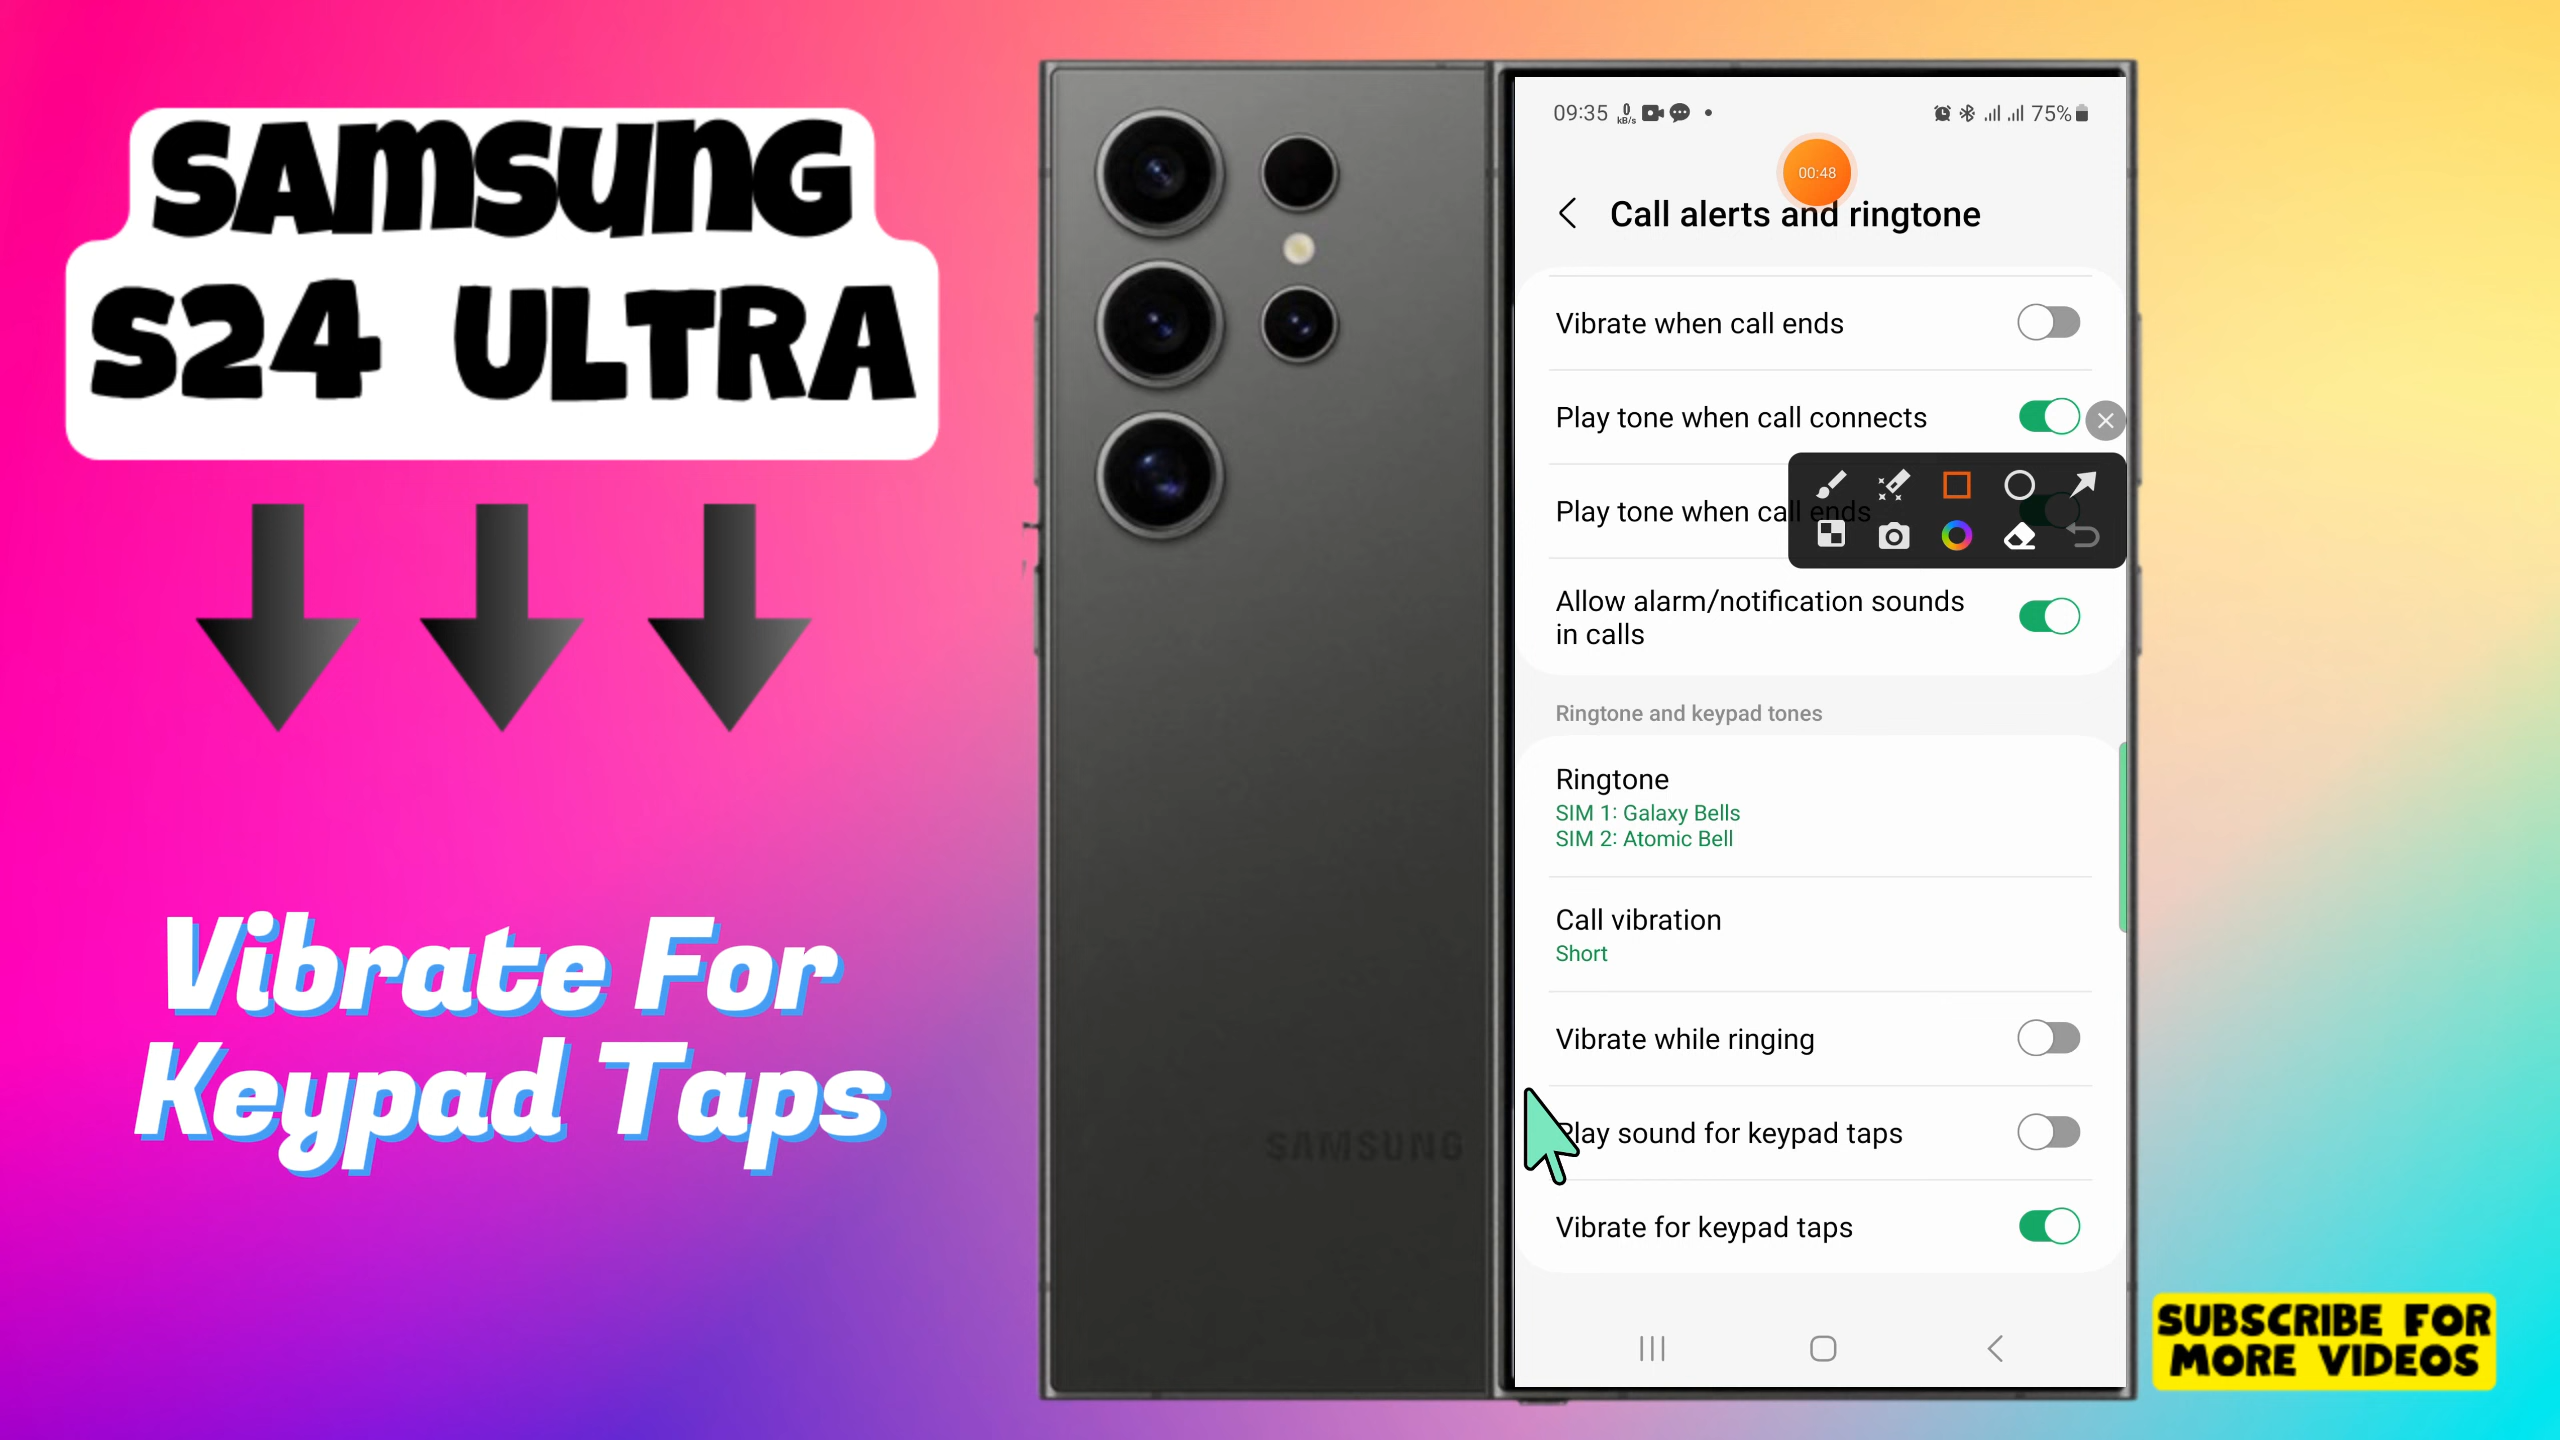 SAMSUNG
S24 ULTRA
Vibrate For
Keypad Taps
SAMSUNG
09:35
0
kB/s
75%
00:48
Call alerts and ringtone
Vibrate when call ends
Play tone when call connects
Play tone when call ends
Allow alarm/notification sounds
in calls
Ringtone and keypad tones
Ringtone
SIM 1: Galaxy Bells
SIM 2: Atomic Bell
Call vibration
Short
Vibrate while ringing
Play sound for keypad taps
Vibrate for keypad taps
SUBSCRIBE FOR
MORE VIDEOS